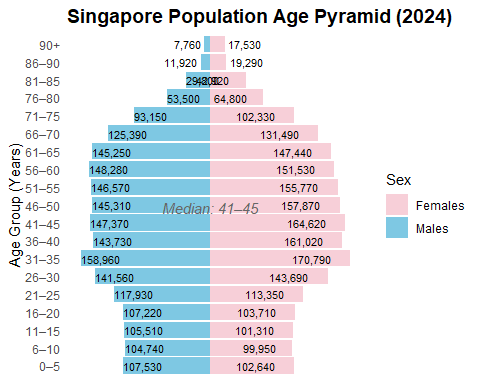 Singapore Population Age Pyramid (2024)
Age Group (Years)
90+ 7,760 17,530
86–90 11,920 19,290
81–85
76–80 53,500 64,800
71–75 93,150 102,330
66–70 125,390 131,490
61–65 145,250 147,440
56–60 148,280 151,530
51–55 146,570 155,770
46–50 145,310 157,870
Median: 41–45
41–45 147,370 164,620
36–40 143,730 161,020
31–35 158,960 170,790
26–30 141,560 143,690
21–25 117,930 113,350
16–20 107,220 103,710
11–15 105,510 101,310
6–10 104,740 99,950
0–5 107,530 102,640
Sex
Females
Males